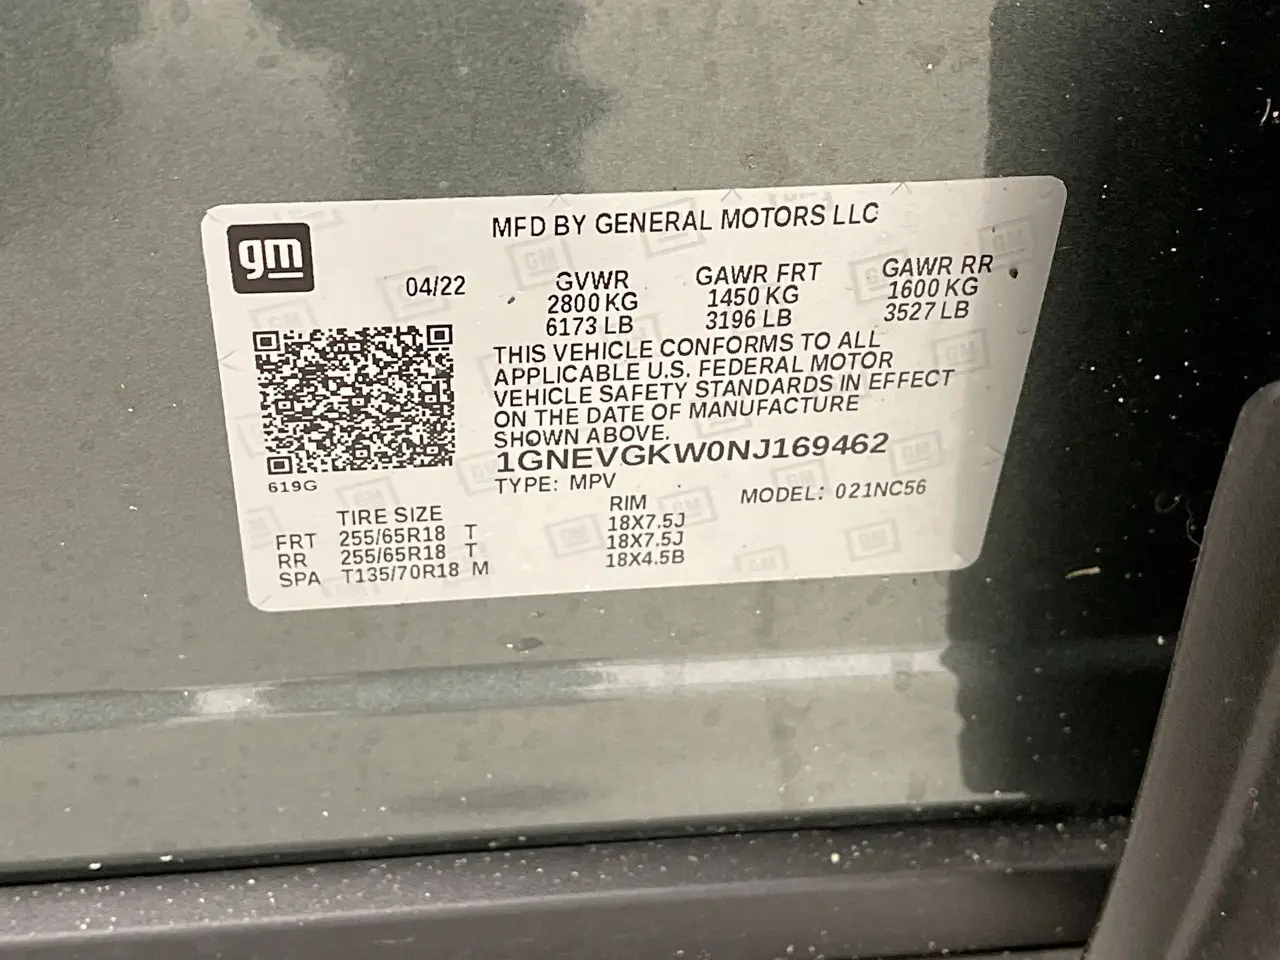 gm
MFD BY GENERAL MOTORS LLC
04/22 GVWR GAWR FRT GAWR RR
2800 KG 1450 KG 1600 KG
6173 LB 3196 LB 3527 LB
THIS VEHICLE CONFORMS TO ALL
APPLICABLE U.S. FEDERAL MOTOR
VEHICLE SAFETY STANDARDS IN EFFECT
ON THE DATE OF MANUFACTURE
SHOWN ABOVE.
1GNEVGKW0NJ169462
619G
TYPE: MPV MODEL: 021NC56
TIRE SIZE RIM
FRT 255/65R18 T 18X7.5J
RR 255/65R18 T 18X7.5J
SPA T135/70R18 M 18X4.5B